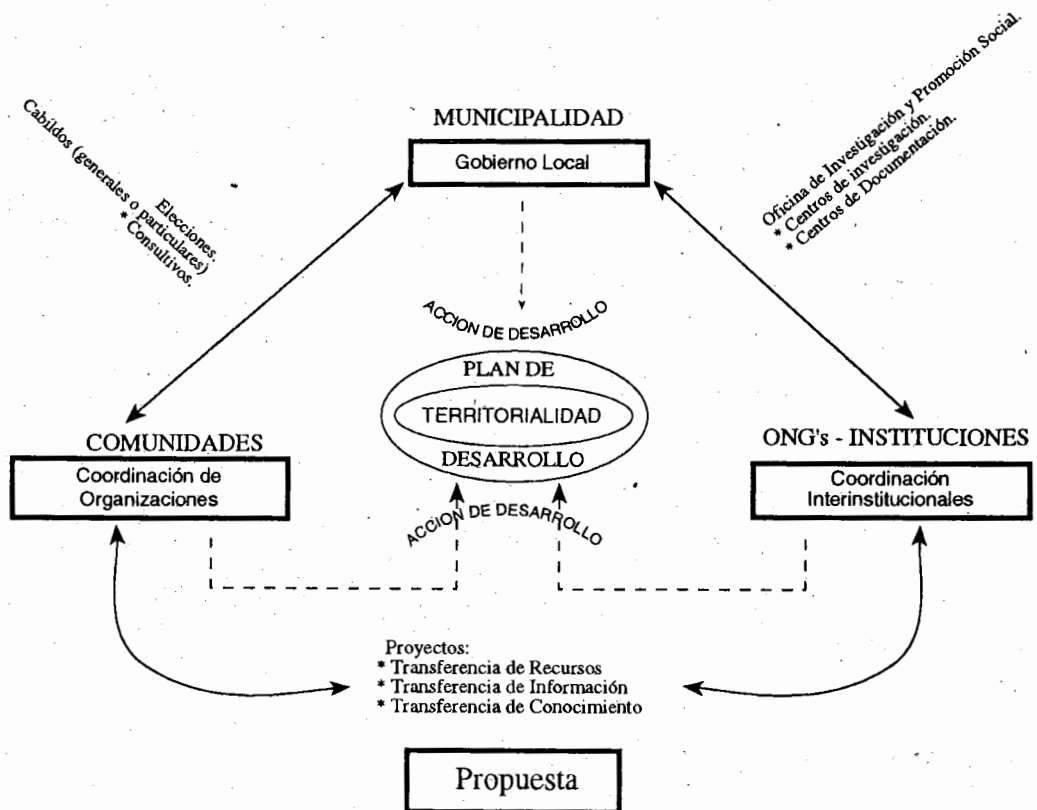 MUNICIPALIDAD
Gobierno Local
Elecciones.
Cabildos (generales o particulares)
* Consultivos.
Oficina de Investigación y Promoción Social.
* Centros de investigación.
* Centros de Documentación.
ACCION DE DESARROLLO
PLAN DE
TERRITORIALIDAD
DESARROLLO
ACCION DE DESARROLLO
COMUNIDADES
Coordinación de
Organizaciones
ONG's - INSTITUCIONES
Coordinación
Interinstitucionales
Proyectos:
* Transferencia de Recursos
* Transferencia de Información
* Transferencia de Conocimiento
Propuesta